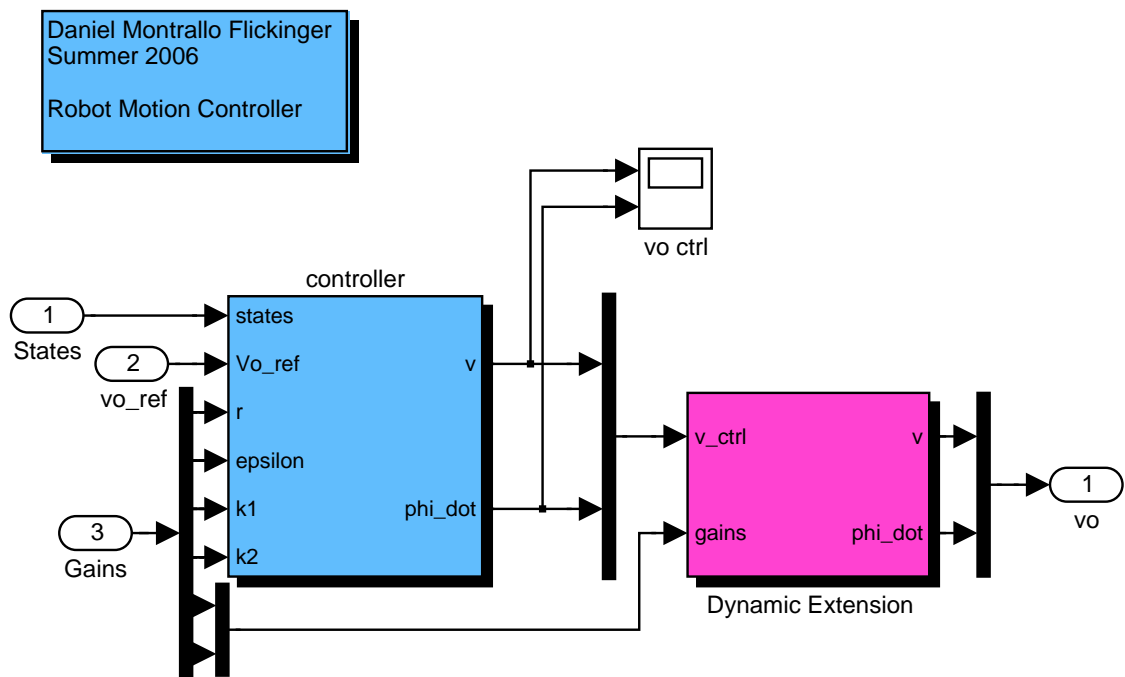 Daniel Montrallo Flickinger
Summer 2006
Robot Motion Controller
vo ctrl
controller
1
States
2
vo_ref
3
Gains
states
Vo_ref
r
epsilon
k1
k2
v
phi_dot
v_ctrl
gains
v
phi_dot
Dynamic Extension
1
vo